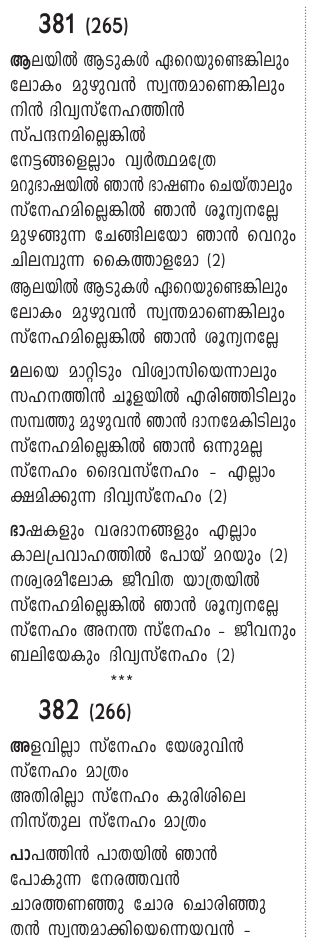 381 (265)
ആലയിൽ ആടുകൾ ഏറെയുണ്ടെങ്കിലും
ലോകം മുഴുവൻ സ്വന്തമാണെങ്കിലും
നിൻ ദിവ്യസ്നേഹത്തിൻ
സ്പന്ദനമില്ലെങ്കിൽ
നേട്ടങ്ങളെല്ലാം വ്യർത്ഥമത്രേ
മറുഭാഷയിൽ ഞാൻ ഭാഷണം ചെയ്താലും
സ്നേഹമില്ലെങ്കിൽ ഞാൻ ശൂന്യനല്ലേ
മുഴങ്ങുന്ന ചേങ്ങിലയോ ഞാൻ വെറും
ചിലമ്പുന്ന കൈത്താളമോ (2)
ആലയിൽ ആടുകൾ ഏറെയുണ്ടെങ്കിലും
ലോകം മുഴുവൻ സ്വന്തമാണെങ്കിലും
സ്നേഹമില്ലെങ്കിൽ ഞാൻ ശൂന്യനല്ലേ
മലയെ മാറ്റിടും വിശ്വാസിയെന്നാലും
സഹനത്തിൻ ചൂളയിൽ എരിഞ്ഞിടിലും
സമ്പത്തു മുഴുവൻ ഞാൻ ദാനമേകിടിലും
സ്നേഹമില്ലെങ്കിൽ ഞാൻ ഒന്നുമല്ല
സ്നേഹം ദൈവസ്നേഹം – എല്ലാം
ക്ഷമിക്കുന്ന ദിവ്യസ്നേഹം (2)
ഭാഷകളും വരദാനങ്ങളും എല്ലാം
കാലപ്രവാഹത്തിൽ പോയ് മറയും (2)
നശ്വരമീലോക ജീവിത യാത്രയിൽ
സ്നേഹമില്ലെങ്കിൽ ഞാൻ ശൂന്യനല്ലേ
സ്നേഹം അനന്ത സ്നേഹം – ജീവനും
ബലിയേകും ദിവ്യസ്നേഹം (2)
***
382 (266)
അളവില്ലാ സ്നേഹം യേശുവിൻ
സ്നേഹം മാത്രം
അതിരില്ലാ സ്നേഹം കുരിശിലെ
നിസ്തുല സ്നേഹം മാത്രം
പാപത്തിൻ പാതയിൽ ഞാൻ
പോകുന്ന നേരത്തവൻ
ചാരത്തണഞ്ഞു ചോര ചൊരിഞ്ഞു
തൻ സ്വന്തമാക്കിയെന്നെയവൻ –